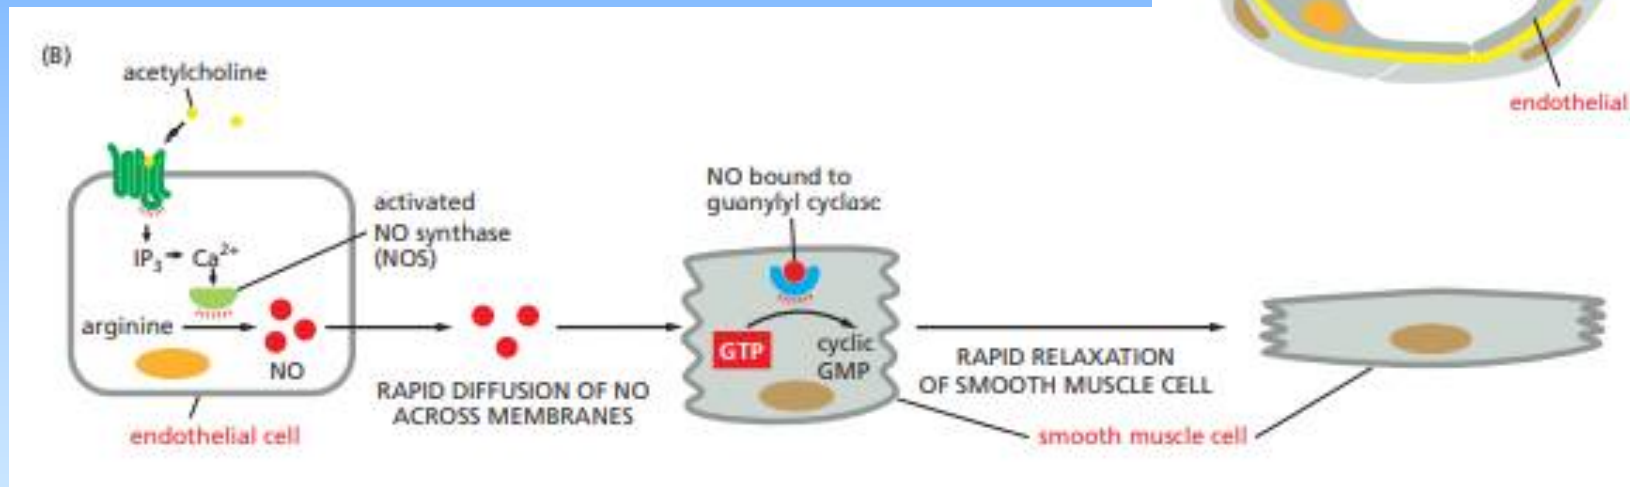 (B)
acetylcholine
endothelial
NO bound to
guanylyl cyclase
activated
NO synthase
(NOS)
IP3
Ca2+
arginine
NO
GTP
cyclic
GMP
RAPID DIFFUSION OF NO
ACROSS MEMBRANES
RAPID RELAXATION
OF SMOOTH MUSCLE CELL
endothelial cell
smooth muscle cell